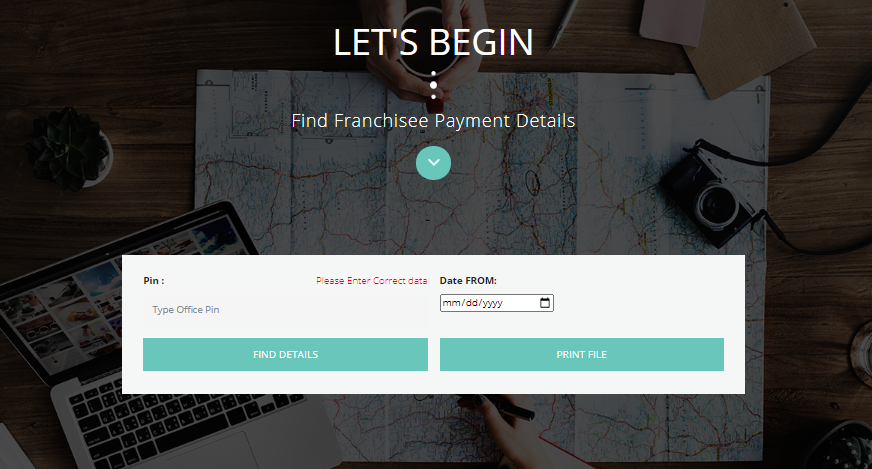 LET'S BEGIN
Find Franchisee Payment Details
Pin :
Please Enter Correct data
Date FROM:
Type Office Pin
mm/dd/yyyy
FIND DETAILS
PRINT FILE